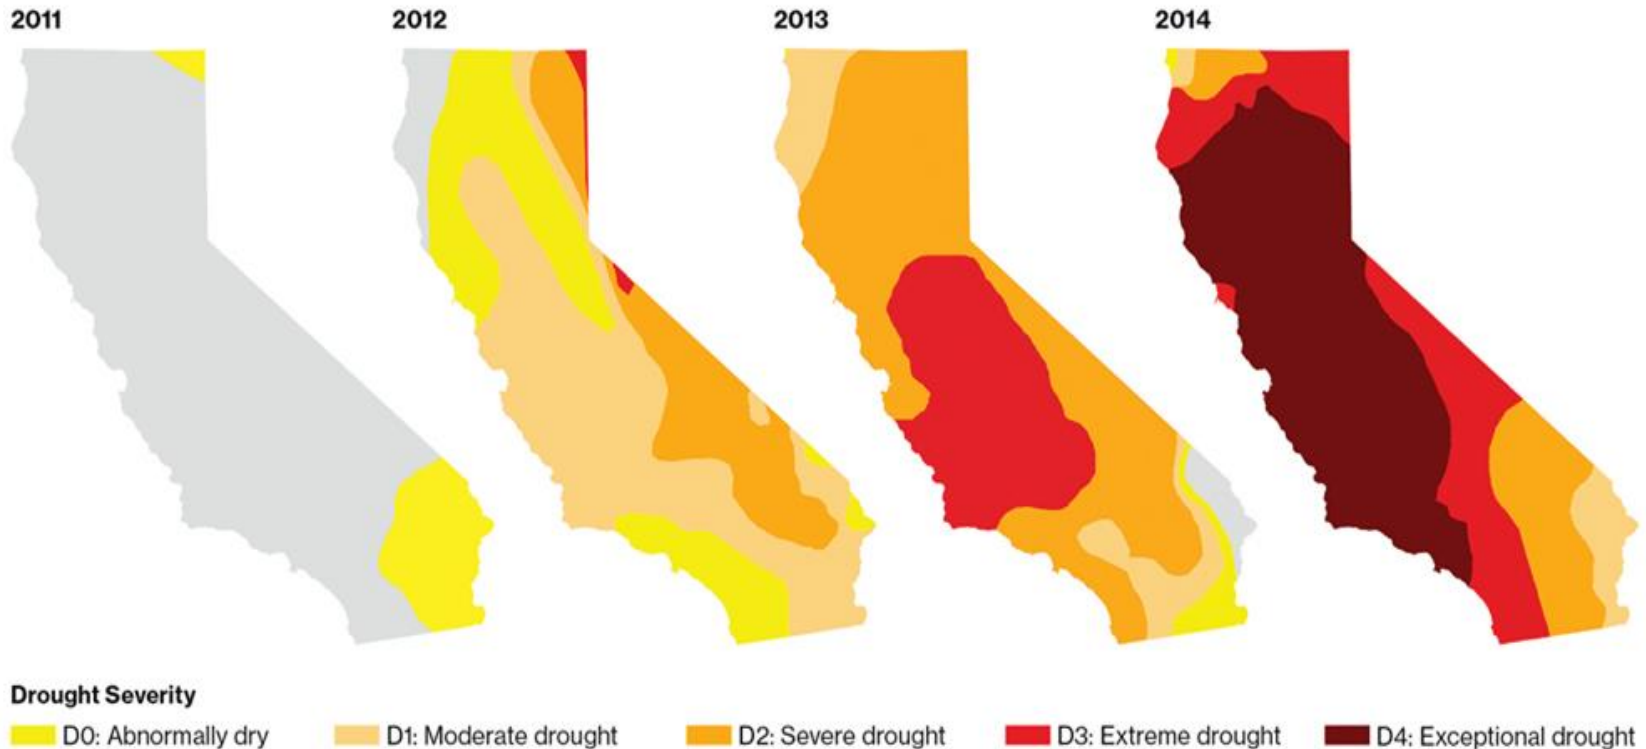 2011 2012 2013 2014
Drought Severity
D0: Abnormally dry D1: Moderate drought D2: Severe drought D3: Extreme drought D4: Exceptional drought